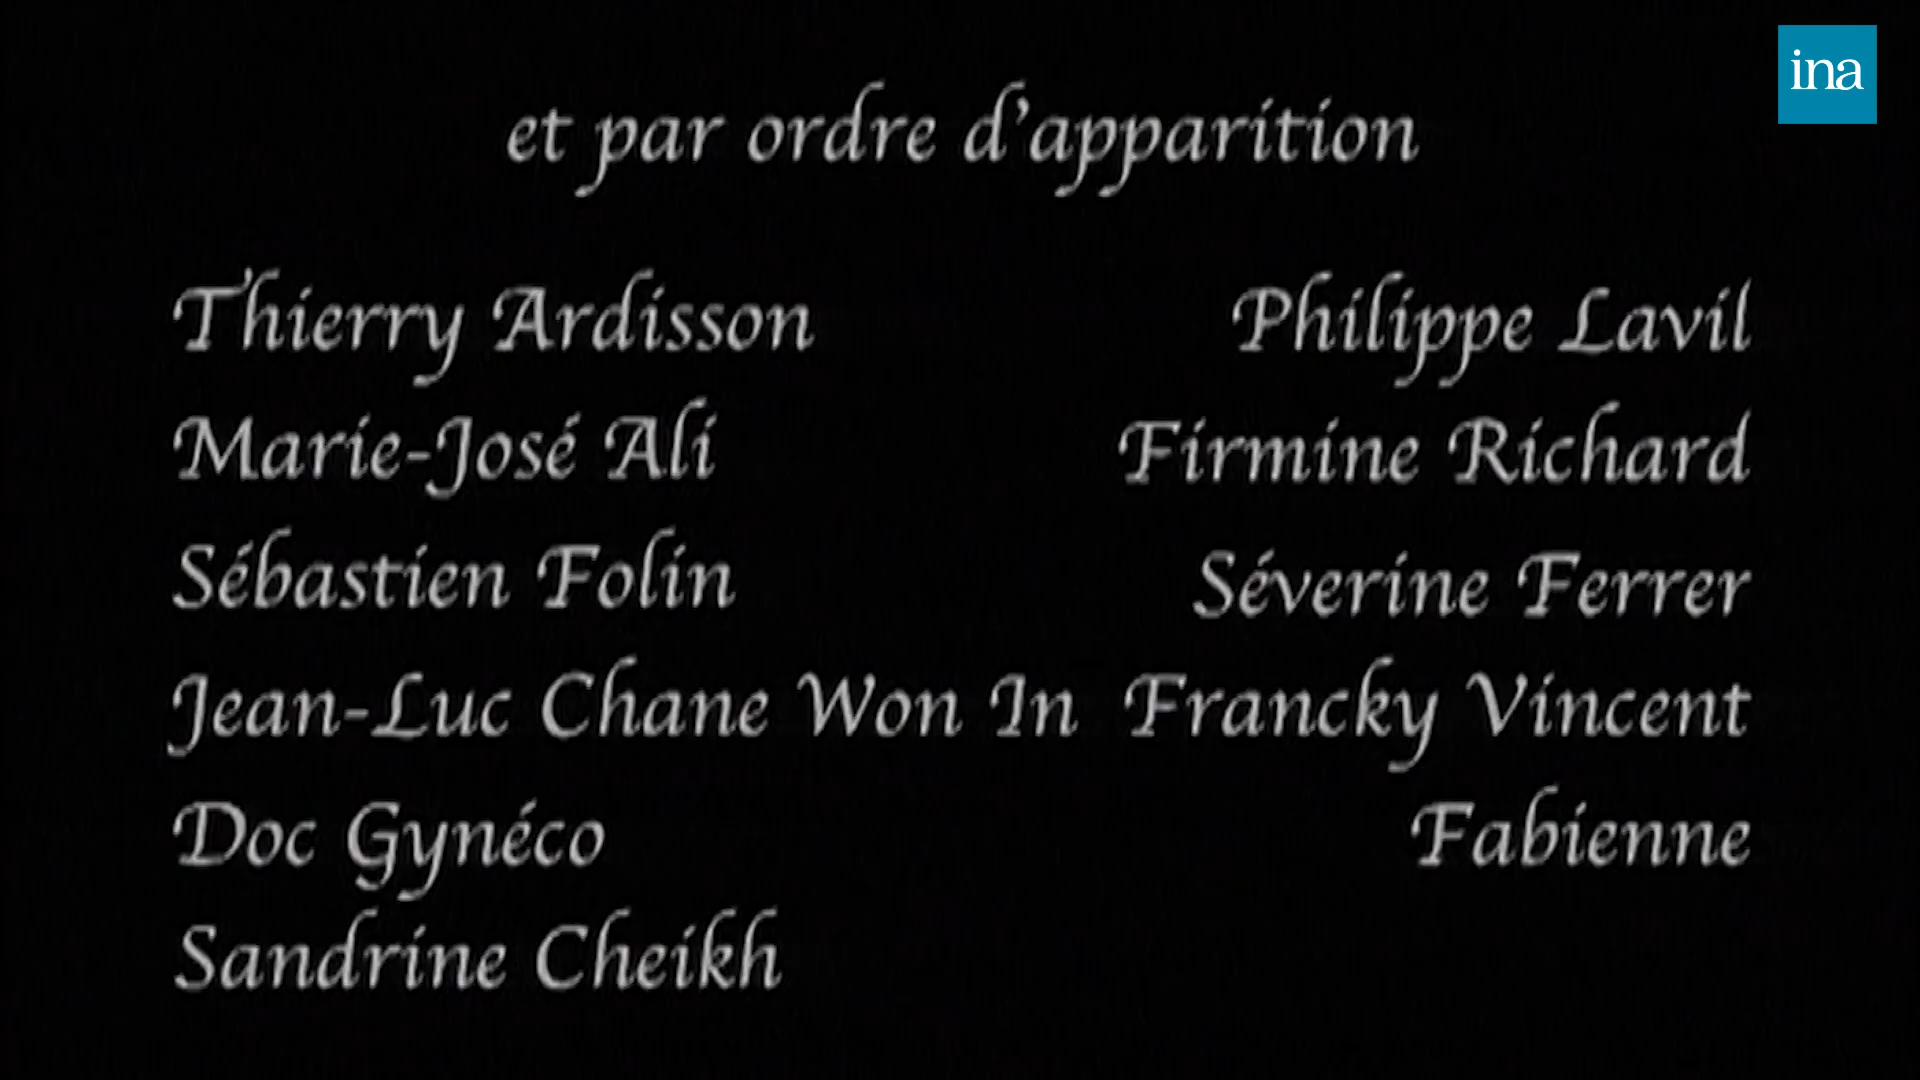 ina
et par ordre d'apparition
Thierry Ardisson
Philippe Lavil
Marie-José Ali
Firmine Richard
Sébastien Folin
Séverine Ferrer
Jean-Luc Chane Won In
Francky Vincent
Doc Gynéco
Fabienne
Sandrine Cheikh